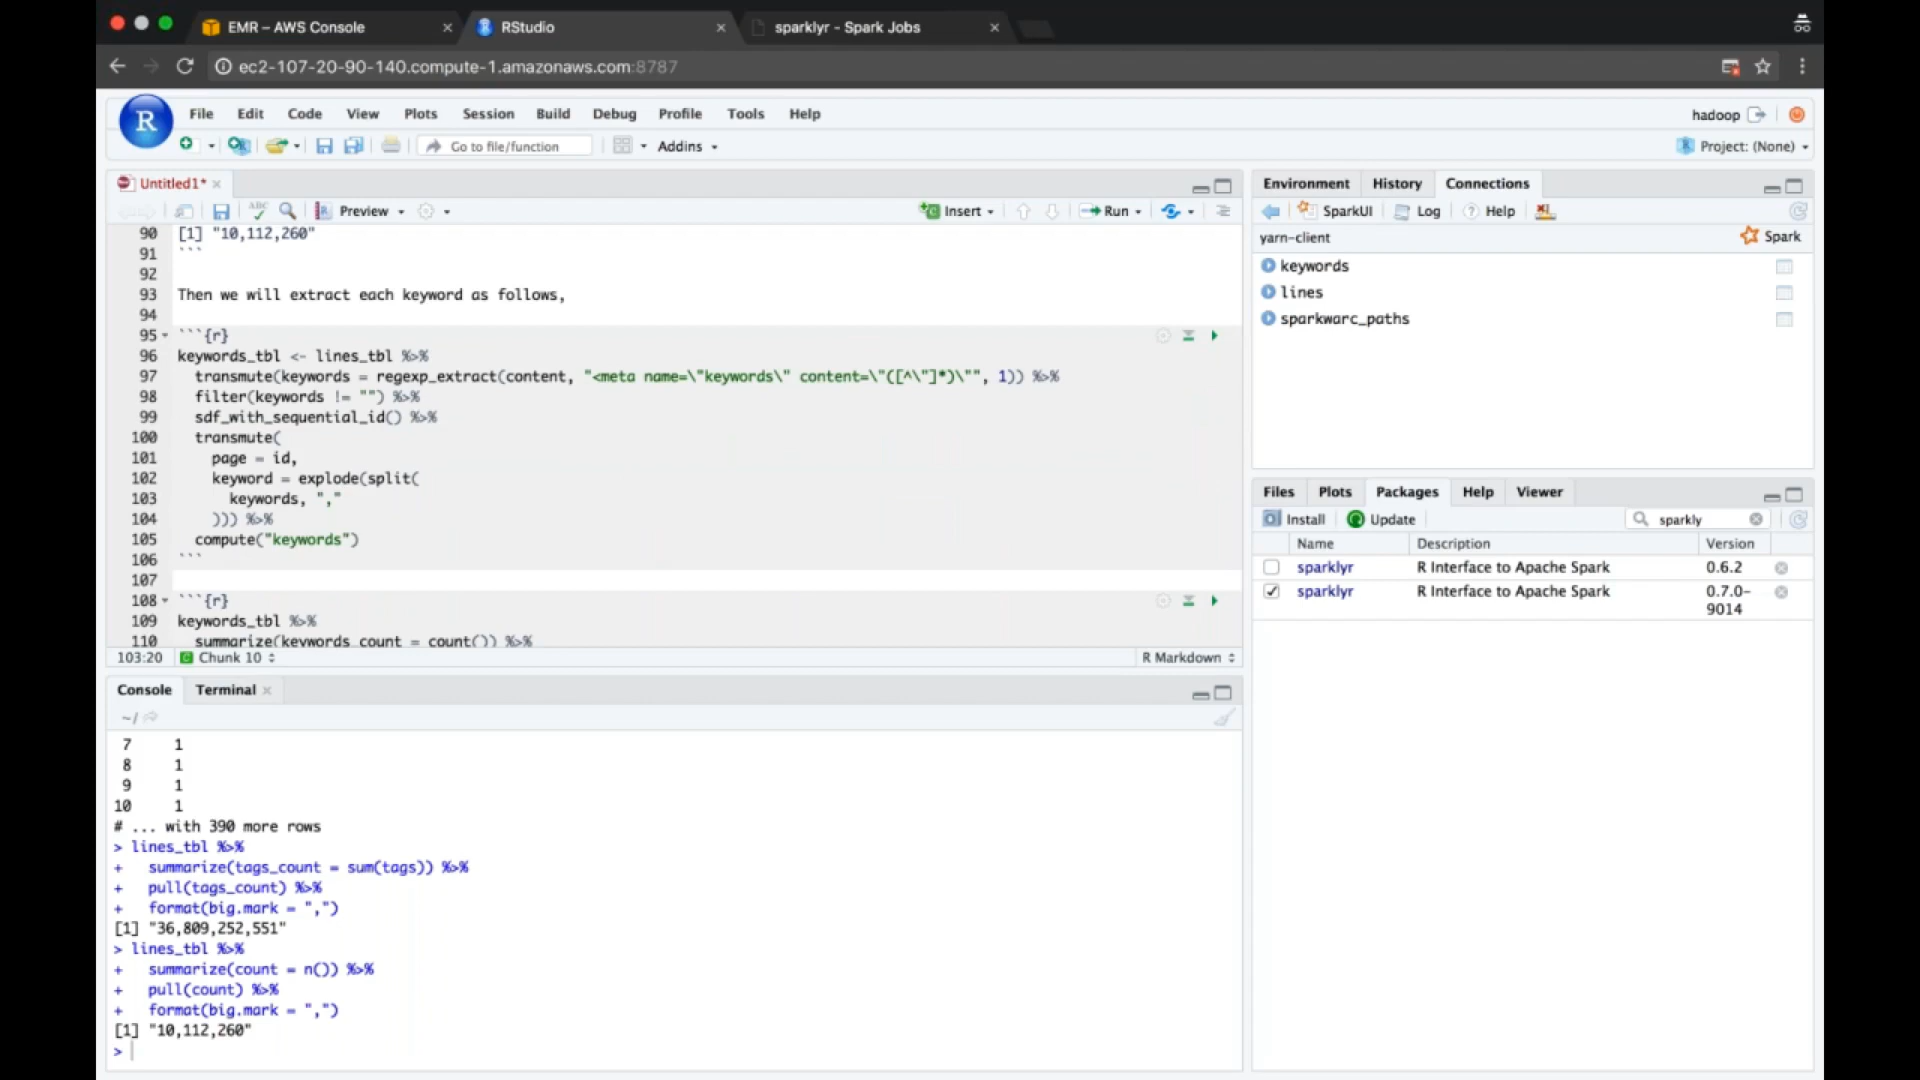 EMR – AWS Console
RStudio
sparklyr - Spark Jobs
ec2-107-20-90-140.compute-1.amazonaws.com:8787
R
File Edit Code View Plots Session Build Debug Profile Tools Help
hadoop
Go to file/function
Addins
Project: (None)
Untitled1*
ABC
Preview
Insert
Run
90 [1] "10,112,260"
91 ```
92
93 Then we will extract each keyword as follows,
94
95 ```{r}
96 keywords_tbl <- lines_tbl %>%
97 transmute(keywords = regexp_extract(content, "<meta name=\"keywords\" content=\"([^\"]*)\"", 1)) %>%
98 filter(keywords != "") %>%
99 sdf_with_sequential_id() %>%
100 transmute(
101 page = id,
102 keyword = explode(split(
103 keywords, ","
104 ))) %>%
105 compute("keywords")
106 ```
107
108 ```{r}
109 keywords_tbl %>%
110 summarize(keywords_count = count()) %>%
103:20 Chunk 10
R Markdown
Console Terminal
~/
7 1
8 1
9 1
10 1
# ... with 390 more rows
> lines_tbl %>%
+ summarize(tags_count = sum(tags)) %>%
+ pull(tags_count) %>%
+ format(big.mark = ",")
[1] "36,809,252,551"
> lines_tbl %>%
+ summarize(count = n()) %>%
+ pull(count) %>%
+ format(big.mark = ",")
[1] "10,112,260"
>
Environment History Connections
SparkUI Log Help
yarn-client
Spark
keywords
lines
sparkwarc_paths
Files Plots Packages Help Viewer
Install Update
sparkly
Name Description Version
sparklyr R Interface to Apache Spark 0.6.2
sparklyr R Interface to Apache Spark 0.7.0-
9014